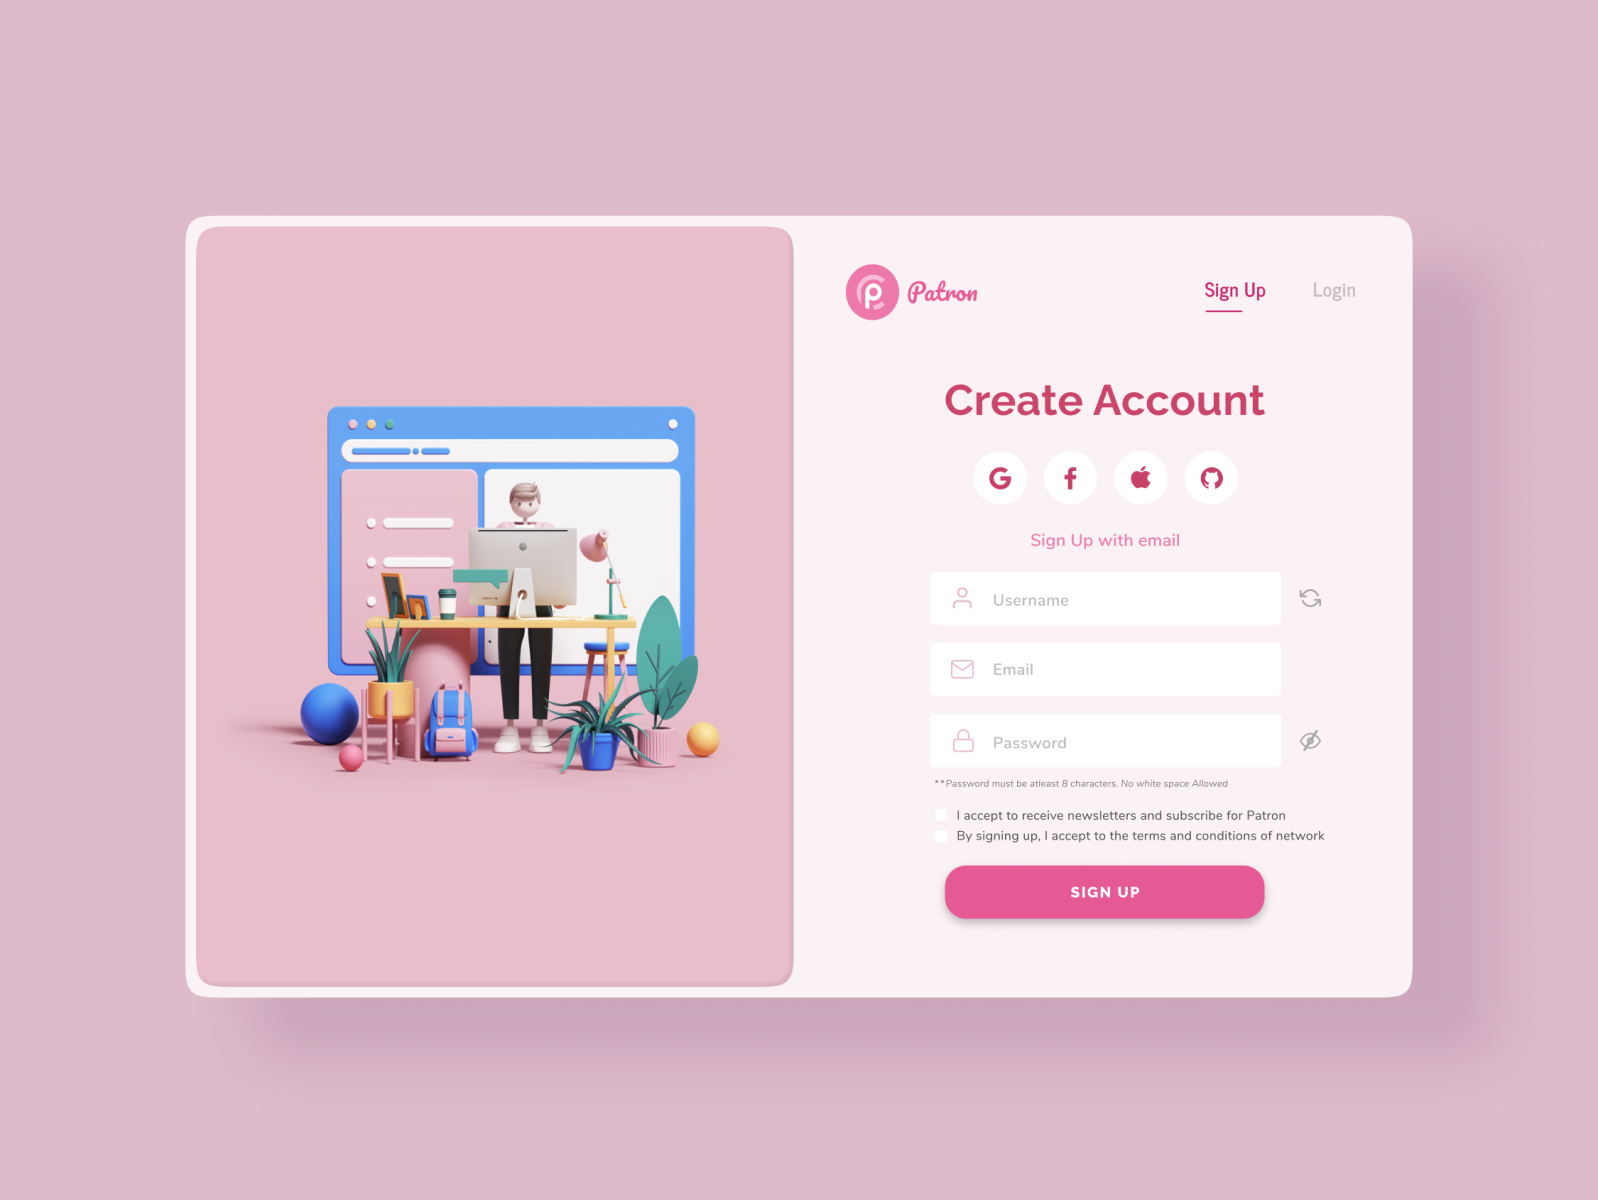 Patron
Sign Up
Login
Create Account
Sign Up with email
Username
Email
Password
**Password must be atleast 8 characters. No white space Allowed
I accept to receive newsletters and subscribe for Patron
By signing up, I accept to the terms and conditions of network
SIGN UP